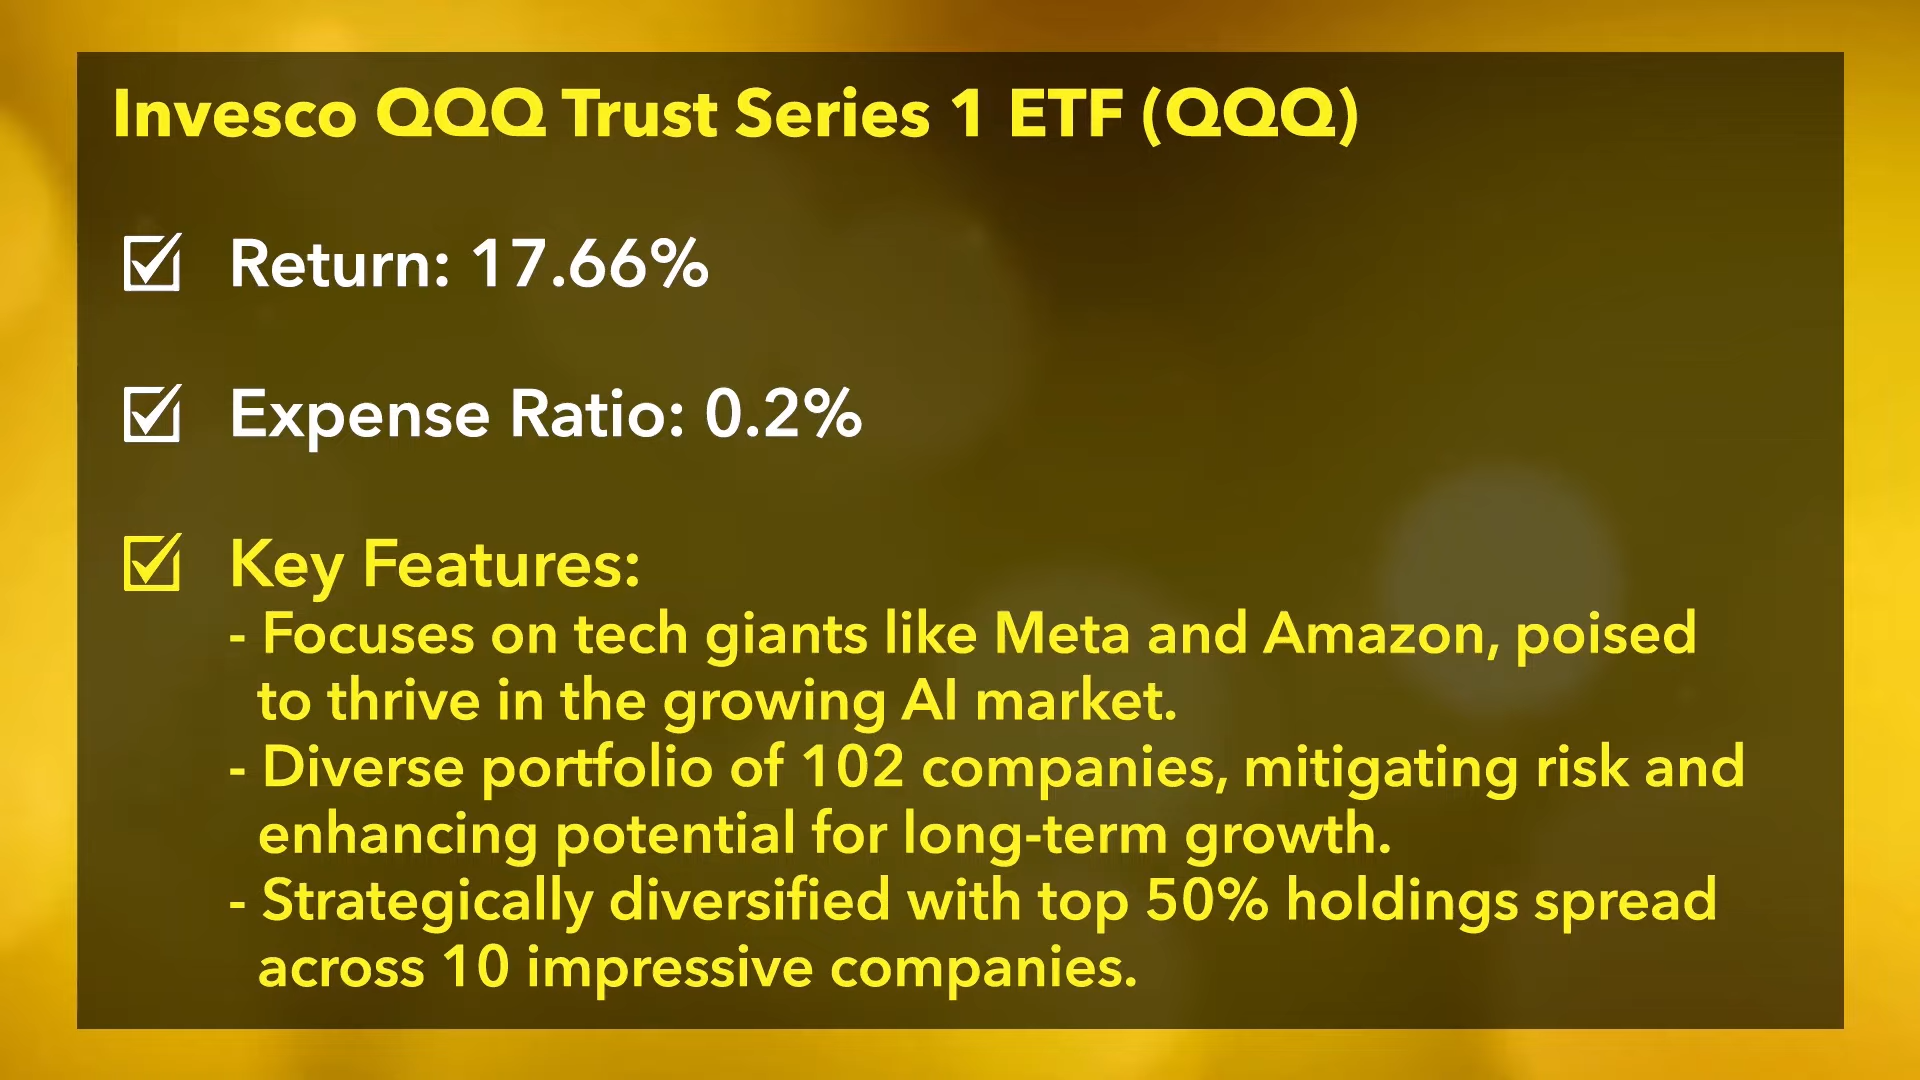 Invesco QQQ Trust Series 1 ETF (QQQ)
Return: 17.66%
Expense Ratio: 0.2%
Key Features:
- Focuses on tech giants like Meta and Amazon, poised
to thrive in the growing AI market.
- Diverse portfolio of 102 companies, mitigating risk and
enhancing potential for long-term growth.
- Strategically diversified with top 50% holdings spread
across 10 impressive companies.